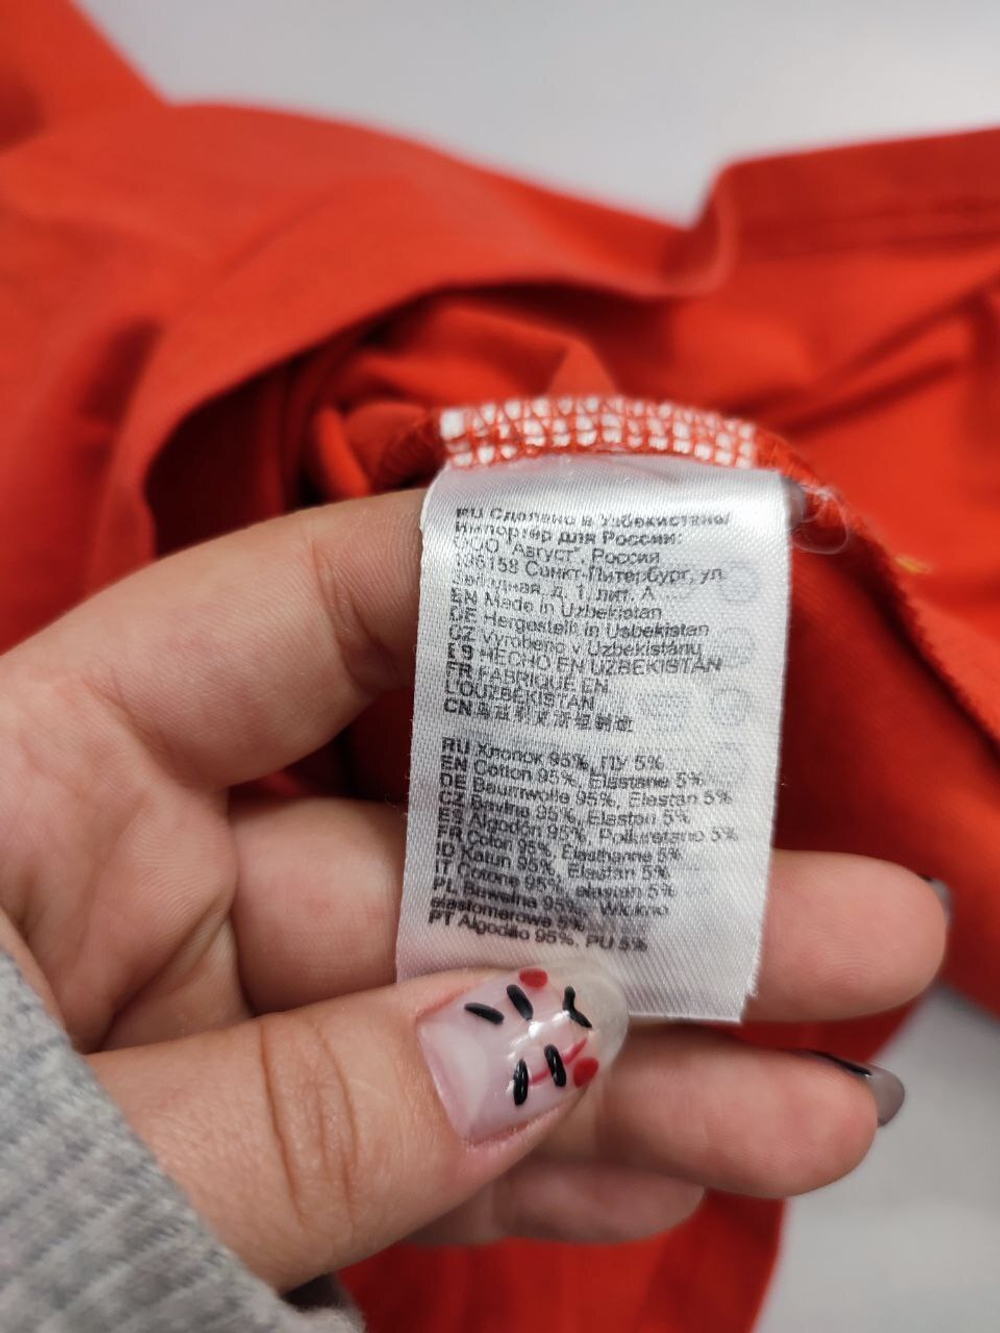 RU Сделано в Узбекистане/
Импортёр для России:
ООО "Август", Россия
196158 Санкт-Петербург, ул.
Звёздная, д. 1, лит. А
EN Made in Uzbekistan
DE Hergestellt in Usbekistan
CZ Vyrobeno v Uzbekistánu
ES HECHO EN UZBEKISTÁN
FR FABRIQUÉ EN
L'OUZBÉKISTAN
CN
RU Хлопок 95%, ПУ 5%
EN Cotton 95%, Elastane 5%
DE Baumwolle 95%, Elastan 5%
CZ Bavlna 95%, Elastan 5%
ES Algodón 95%, Poliuretano 5%
FR Coton 95%, Elasthanne 5%
ID Katun 95%, Elastan 5%
IT Cotone 95%, elastan 5%
PL Bawełna 95%, Włókno
elastomerowe 5%
PT Algodão 95%, PU 5%